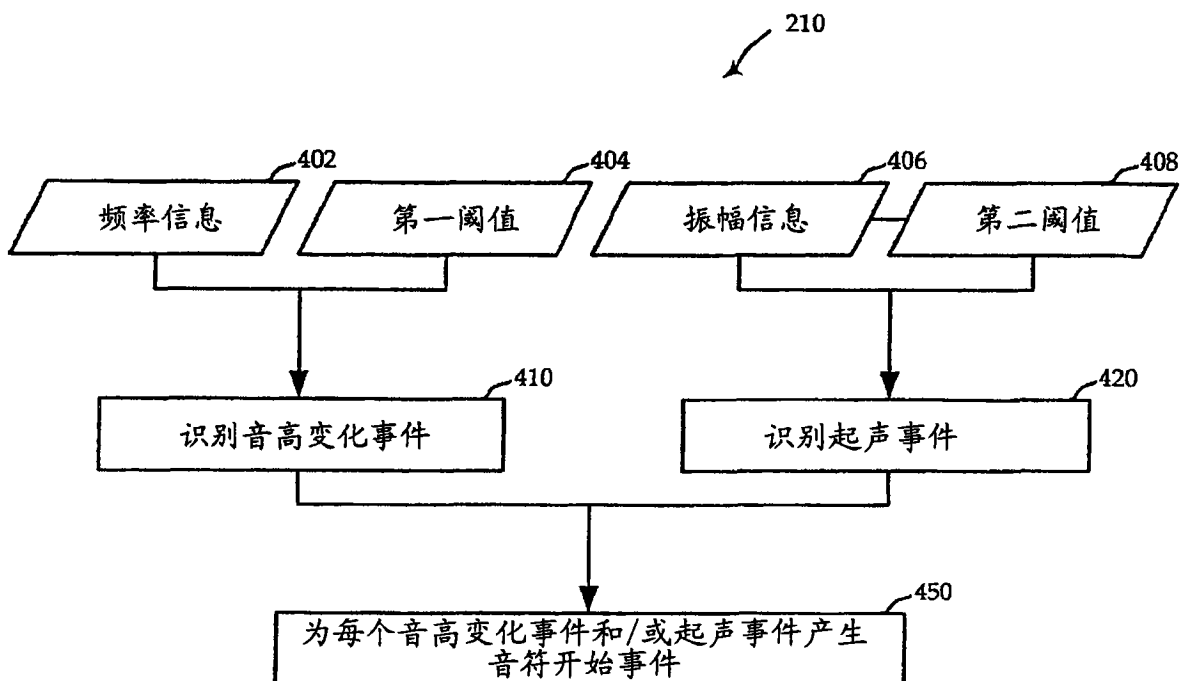 210
402
404
406
408
频率信息
第一阈值
振幅信息
第二阈值
410
420
识别音高变化事件
识别起声事件
450
为每个音高变化事件和/或起声事件产生
音符开始事件